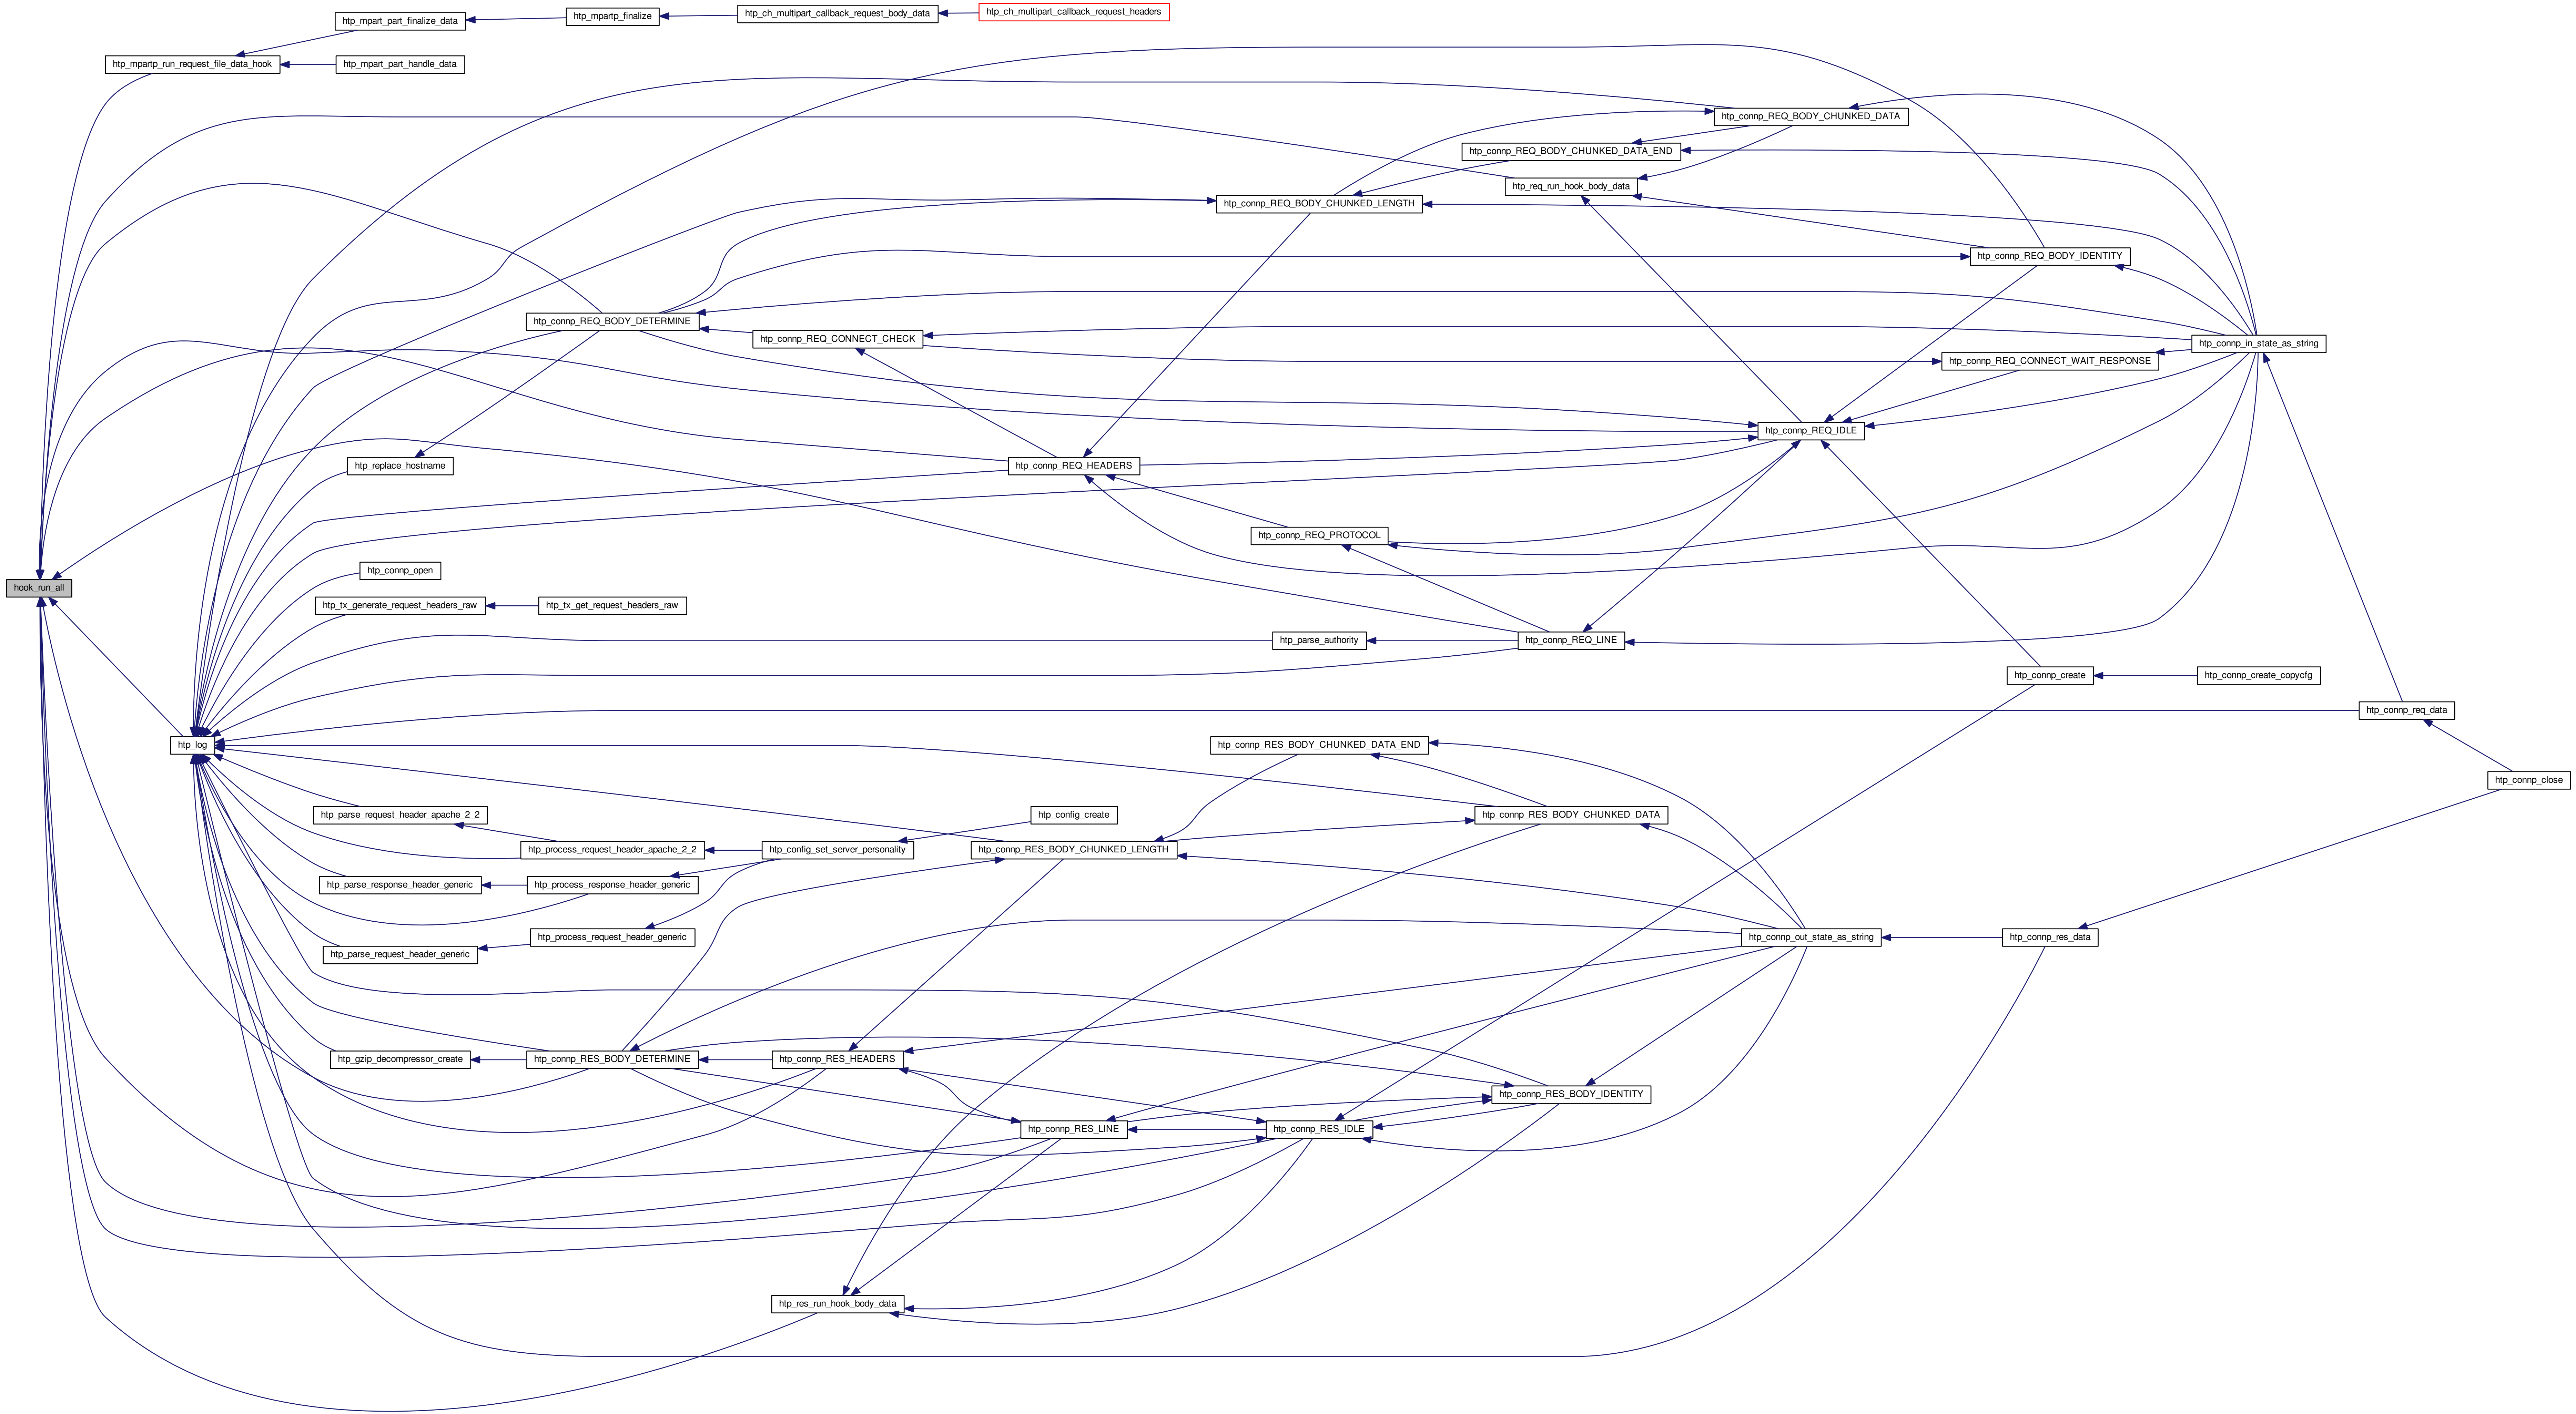 htp_mpart_part_finalize_data
htp_mpartp_finalize
htp_ch_multipart_callback_request_body_data
htp_ch_multipart_callback_request_headers
htp_mpartp_run_request_file_data_hook
htp_mpart_part_handle_data
htp_connp_REQ_BODY_CHUNKED_DATA
htp_connp_REQ_BODY_CHUNKED_DATA_END
htp_req_run_hook_body_data
htp_connp_REQ_BODY_CHUNKED_LENGTH
htp_connp_REQ_BODY_IDENTITY
htp_connp_REQ_BODY_DETERMINE
htp_connp_REQ_CONNECT_CHECK
htp_connp_in_state_as_string
htp_connp_REQ_CONNECT_WAIT_RESPONSE
htp_connp_REQ_IDLE
htp_replace_hostname
htp_connp_REQ_HEADERS
htp_connp_REQ_PROTOCOL
htp_connp_open
hook_run_all
htp_tx_generate_request_headers_raw
htp_tx_get_request_headers_raw
htp_parse_authority
htp_connp_REQ_LINE
htp_connp_create
htp_connp_create_copycfg
htp_connp_req_data
htp_log
htp_connp_RES_BODY_CHUNKED_DATA_END
htp_connp_close
htp_parse_request_header_apache_2_2
htp_config_create
htp_connp_RES_BODY_CHUNKED_DATA
htp_process_request_header_apache_2_2
htp_config_set_server_personality
htp_connp_RES_BODY_CHUNKED_LENGTH
htp_parse_response_header_generic
htp_process_response_header_generic
htp_process_request_header_generic
htp_connp_out_state_as_string
htp_connp_res_data
htp_parse_request_header_generic
htp_gzip_decompressor_create
htp_connp_RES_BODY_DETERMINE
htp_connp_RES_HEADERS
htp_connp_RES_BODY_IDENTITY
htp_connp_RES_LINE
htp_connp_RES_IDLE
htp_res_run_hook_body_data